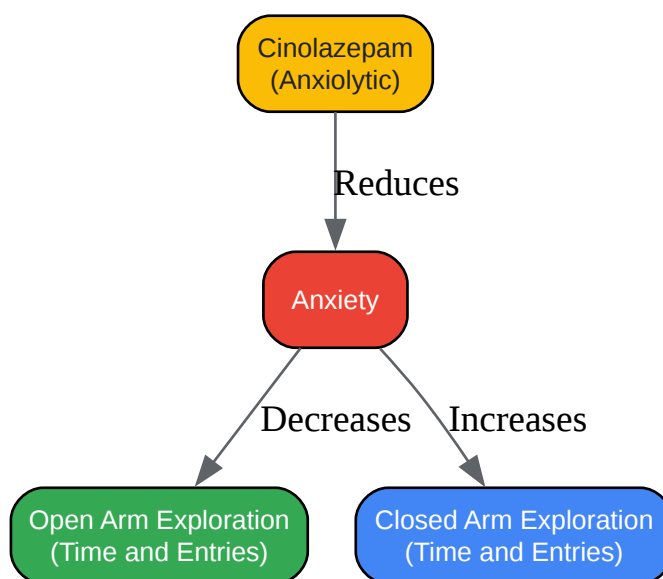 Cinolazepam
(Anxiolytic)
Reduces
Anxiety
Decreases
Increases
Open Arm Exploration
(Time and Entries)
Closed Arm Exploration
(Time and Entries)